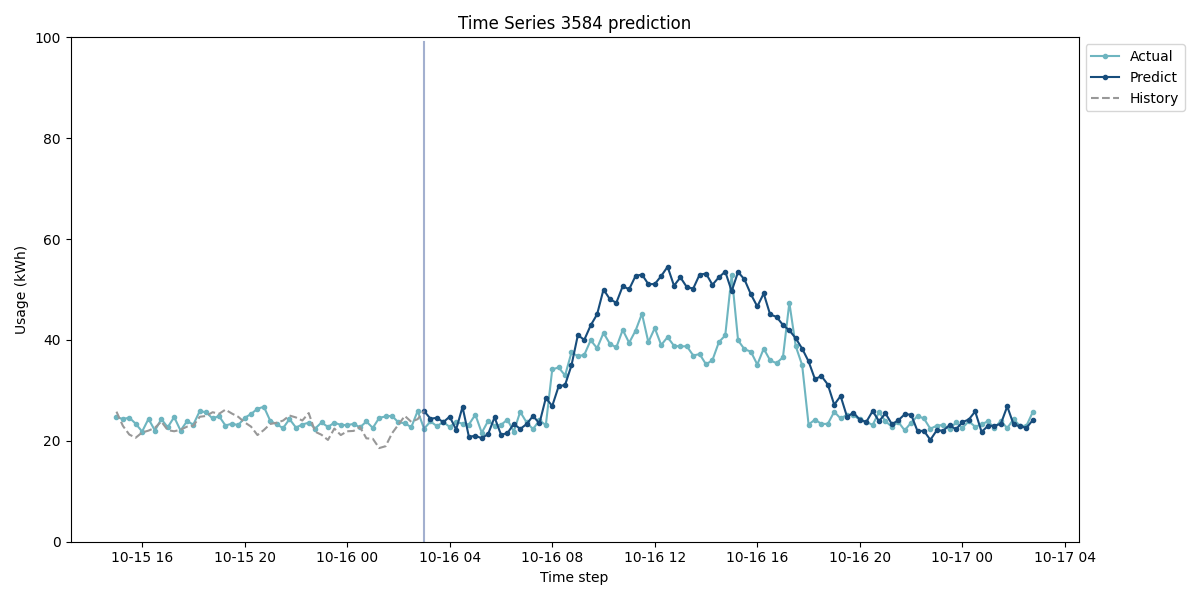 Time Series 3584 prediction
Actual
Predict
History
Usage (kWh)
100
80
60
40
20
0
10-15 16
10-15 20
10-16 00
10-16 04
10-16 08
10-16 12
10-16 16
10-16 20
10-17 00
10-17 04
Time step